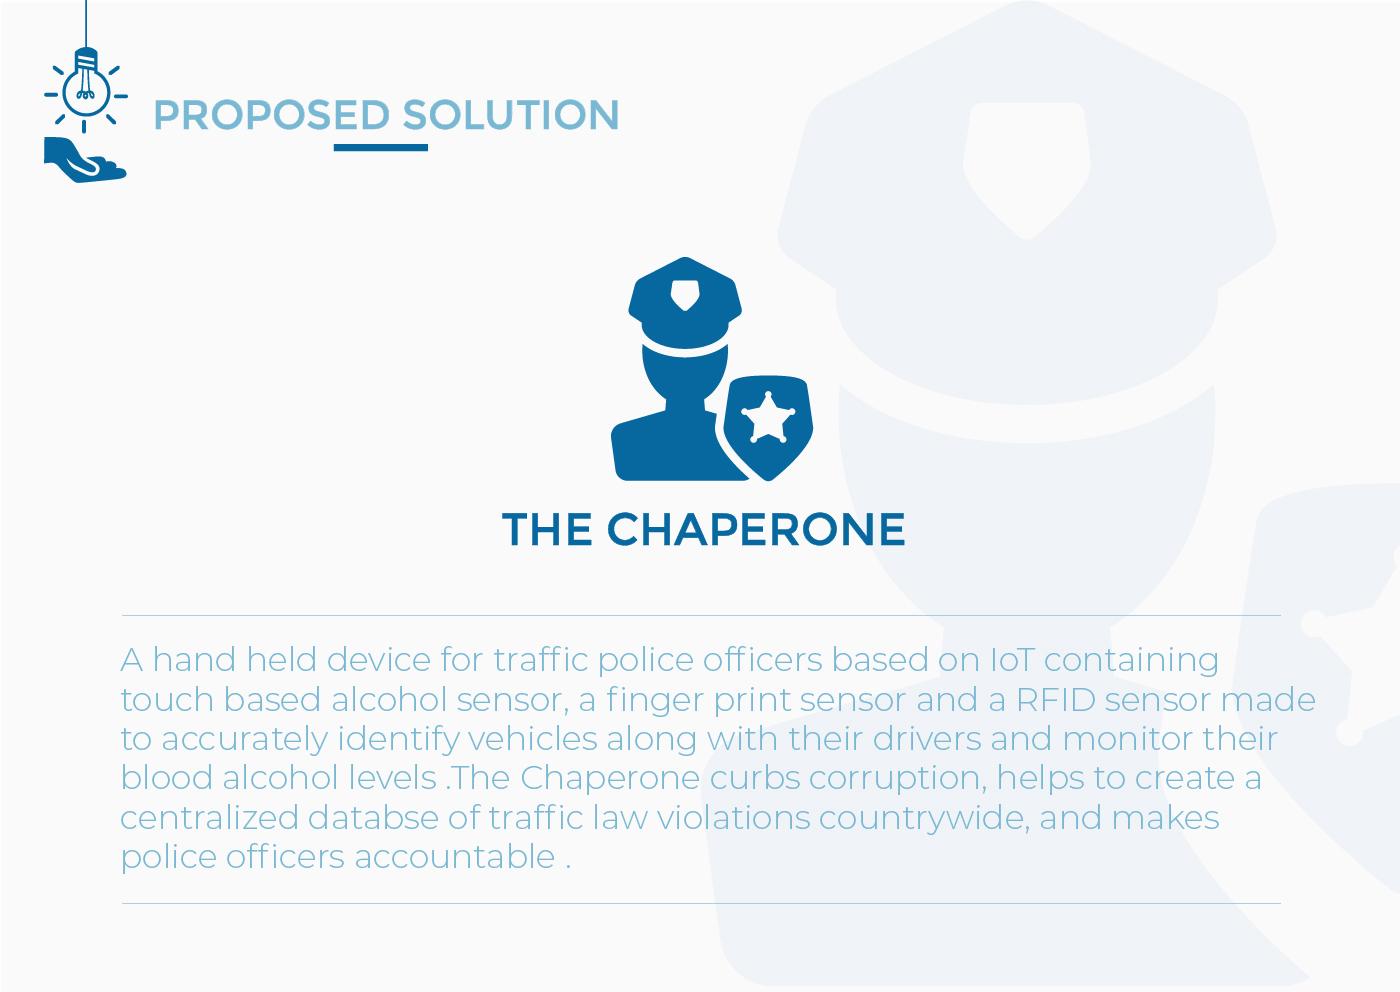 PROPOSED SOLUTION
THE CHAPERONE
A hand held device for traffic police officers based on IoT containing
touch based alcohol sensor, a finger print sensor and a RFID sensor made
to accurately identify vehicles along with their drivers and monitor their
blood alcohol levels .The Chaperone curbs corruption, helps to create a
centralized databse of traffic law violations countrywide, and makes
police officers accountable .